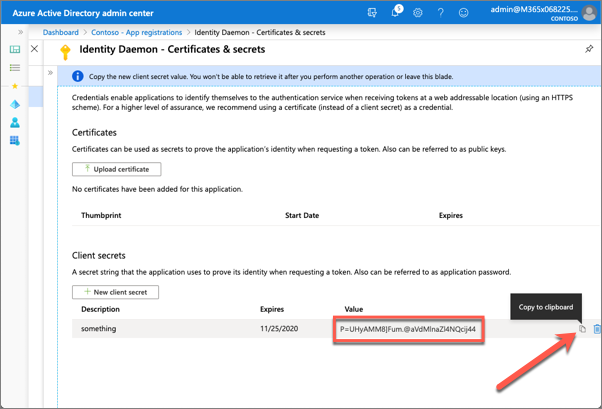 Azure Active Directory admin center
5
admin@M365x068225....
CONTOSO
Dashboard > Contoso - App registrations > Identity Daemon - Certificates & secrets
Identity Daemon - Certificates & secrets
Copy the new client secret value. You won't be able to retrieve it after you perform another operation or leave this blade.
Credentials enable applications to identify themselves to the authentication service when receiving tokens at a web addressable location (using an HTTPS
scheme). For a higher level of assurance, we recommend using a certificate (instead of a client secret) as a credential.
Certificates
Certificates can be used as secrets to prove the application's identity when requesting a token. Also can be referred to as public keys.
Upload certificate
No certificates have been added for this application.
Thumbprint Start Date Expires
Client secrets
A secret string that the application uses to prove its identity when requesting a token. Also can be referred to as application password.
New client secret
Copy to clipboard
Description Expires Value
something 11/25/2020 P=UHyAMM8]Fum.@aVdMlnaZl4NQcij44